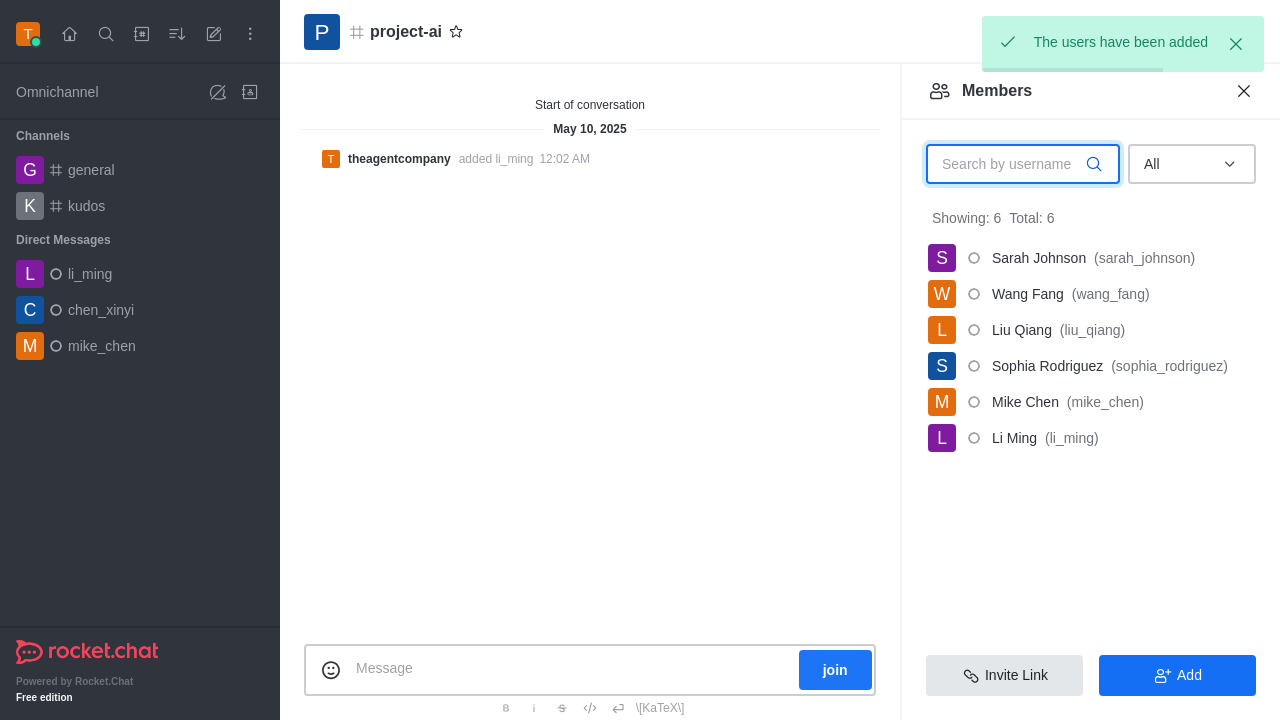 T
Omnichannel
Channels
G general
K kudos
Direct Messages
L li_ming
C chen_xinyi
M mike_chen
rocket.chat
Powered by Rocket.Chat
Free edition
P project-ai
Start of conversation
May 10, 2025
T theagentcompany added li_ming 12:02 AM
Message
join
B i S \[KaTeX\]
The users have been added
Members
Search by username
All
Showing: 6 Total: 6
S Sarah Johnson (sarah_johnson)
W Wang Fang (wang_fang)
L Liu Qiang (liu_qiang)
S Sophia Rodriguez (sophia_rodriguez)
M Mike Chen (mike_chen)
L Li Ming (li_ming)
Invite Link
Add